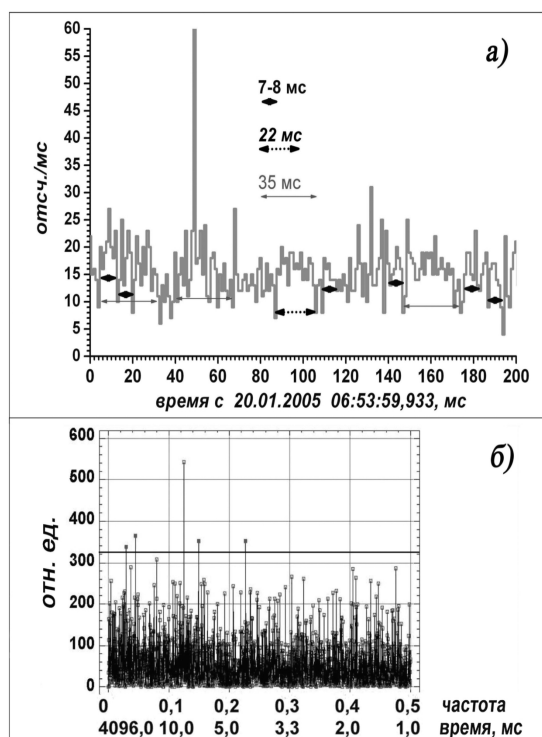 а)
60
55
50
45
40
35
30
25
20
15
10
5
0
отсч./мс
7-8 мс
22 мс
35 мс
0 20 40 60 80 100 120 140 160 180 200
время с 20.01.2005 06:53:59,933, мс
б)
600
500
400
300
200
100
0
отн. ед.
0 0,1 0,2 0,3 0,4 0,5 частота
4096,0 10,0 5,0 3,3 2,0 1,0 время, мс